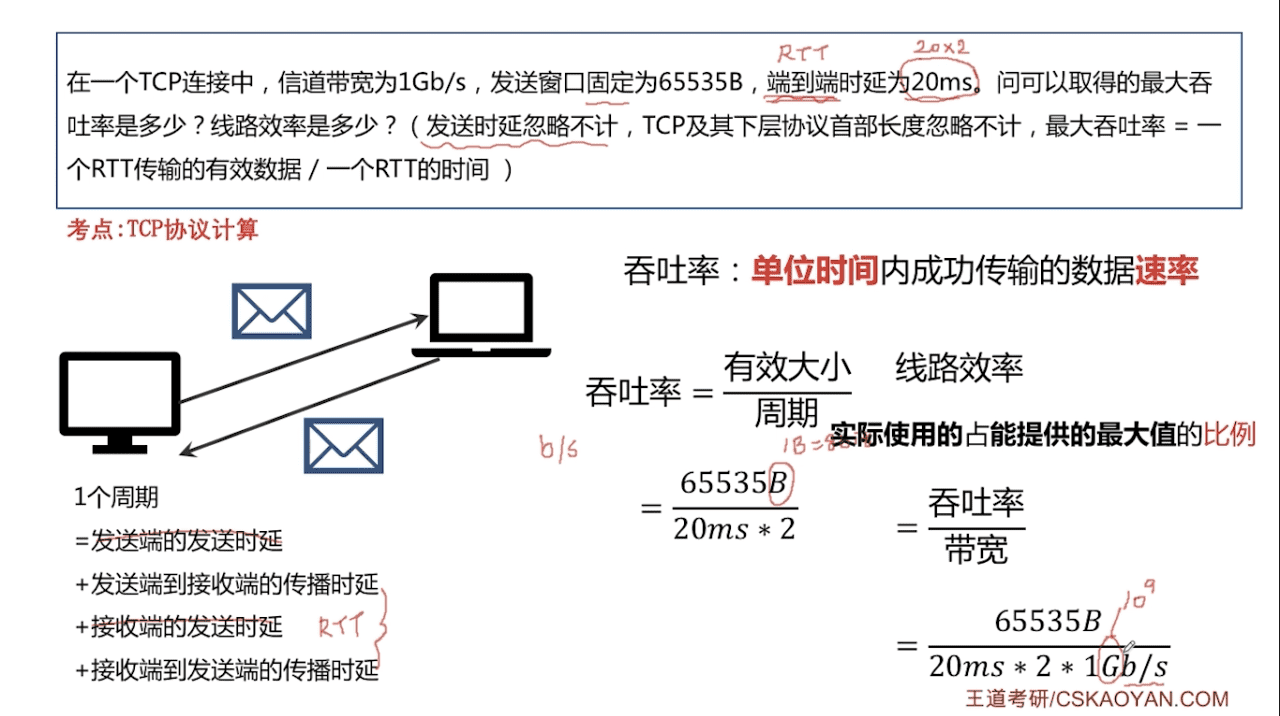 RTT
20×2
在一个TCP连接中，信道带宽为1Gb/s，发送窗口固定为65535B，端到端时延为20ms。问可以取得的最大吞
吐率是多少？线路效率是多少？（发送时延忽略不计，TCP及其下层协议首部长度忽略不计，最大吞吐率 = 一
个RTT传输的有效数据 / 一个RTT的时间 ）
考点:TCP协议计算
吞吐率：单位时间内成功传输的数据速率
吞吐率 = 有效大小 / 周期
b/s
1B=8
= 65535B / 20ms ∗ 2
线路效率
实际使用的占能提供的最大值的比例
= 吞吐率 / 带宽
10^9
= 65535B / 20ms ∗ 2 ∗ 1Gb/s
1个周期
=发送端的发送时延
+发送端到接收端的传播时延
+接收端的发送时延
RTT
+接收端到发送端的传播时延
王道考研/CSKAOYAN.COM